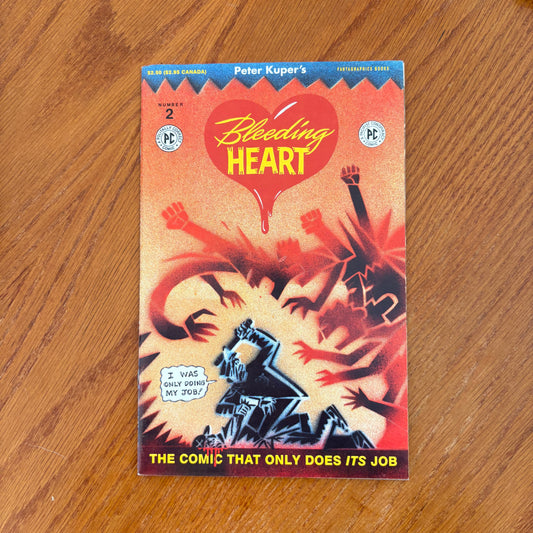 $2.50 ($2.95 CANADA)
Peter Kuper's
FANTAGRAPHICS BOOKS
NUMBER
2
PC
PC
Bleeding
HEART
I WAS
ONLY DOING
MY JOB!
THE COMIC THAT ONLY DOES ITS JOB